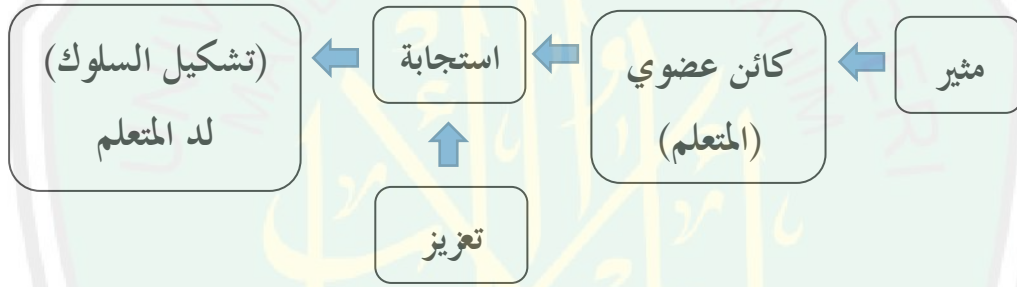 مثير
كائن عضوي
(المتعلم)
استجابة
(تشكيل السلوك)
لد المتعلم
تعزيز